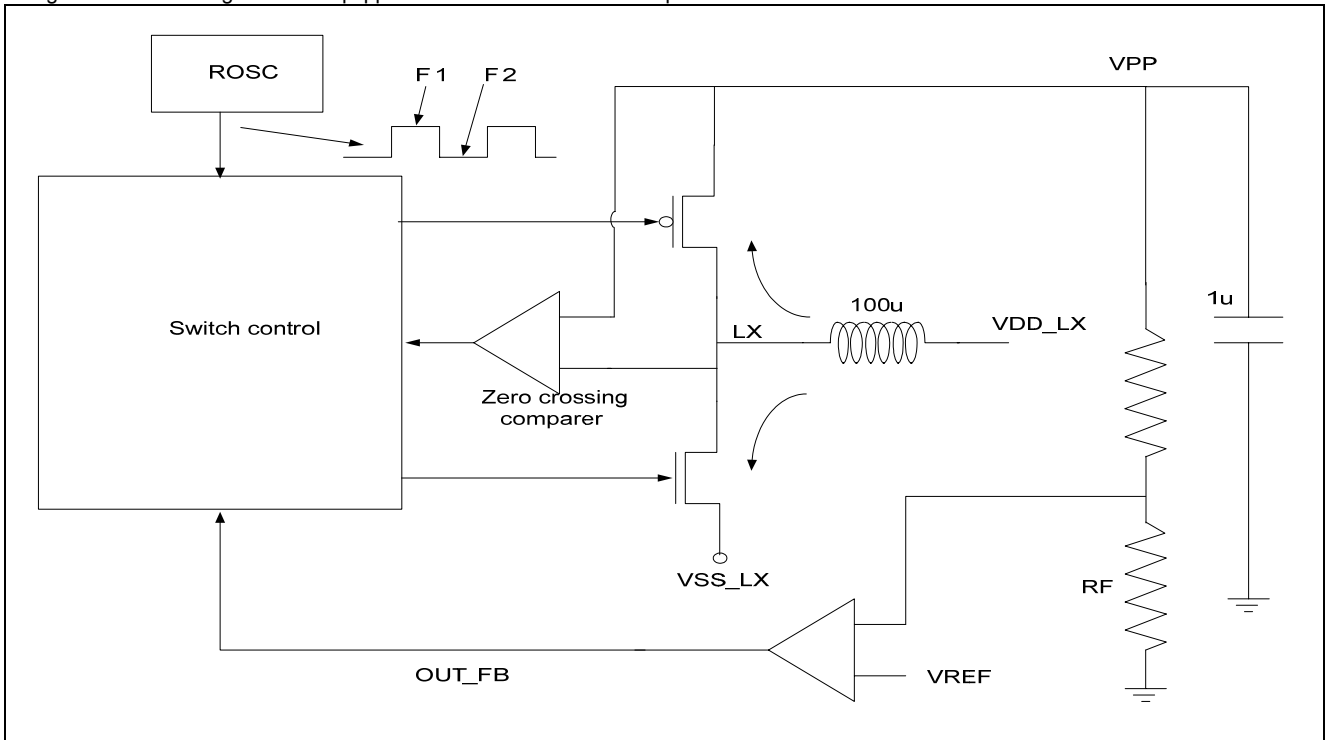 ROSC
F1
F2
VPP
Switch control
Zero crossing
comparer
LX
100u
VDD_LX
1u
VSS_LX
RF
OUT_FB
VREF